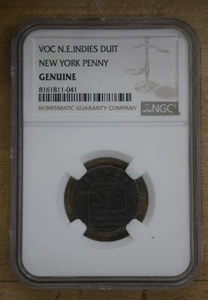 VOC N.E.INDIES DUIT
NEW YORK PENNY
GENUINE
8161811-041
NUMISMATIC GUARANTY COMPANY
NGC